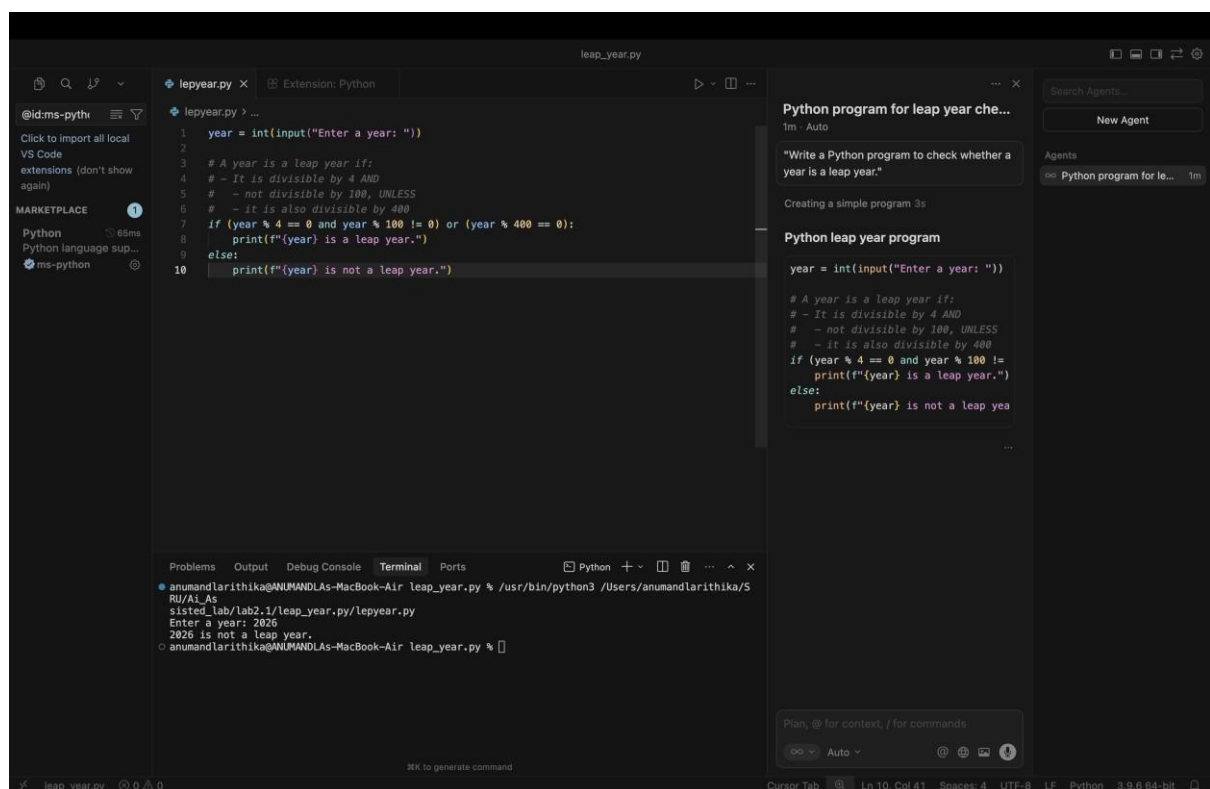 leap_year.py
@id:ms-pyth
Click to import all local
VS Code
extensions (don't show
again)
MARKETPLACE 1
Python 66ms
Python language sup...
ms-python
lepyear.py × Extension: Python
lepyear.py > ...
1 year = int(input("Enter a year: "))
2
3 # A year is a leap year if:
4 # - It is divisible by 4 AND
5 #   - not divisible by 100, UNLESS
6 #   - it is also divisible by 400
7 if (year % 4 == 0 and year % 100 != 0) or (year % 400 == 0):
8     print(f"{year} is a leap year.")
9 else:
10     print(f"{year} is not a leap year.")
Problems Output Debug Console Terminal Ports Python
anumandlarithika@ANUMANDLAs-MacBook-Air leap_year.py % /usr/bin/python3 /Users/anumandlarithika/S
RU/Ai_As
sisted_lab/lab2.1/leap_year.py/lepyear.py
Enter a year: 2026
2026 is not a leap year.
anumandlarithika@ANUMANDLAs-MacBook-Air leap_year.py %
⌘K to generate command
Python program for leap year che...
1m · Auto
"Write a Python program to check whether a
year is a leap year."
Creating a simple program 3s
Python leap year program
year = int(input("Enter a year: "))
# A year is a leap year if:
# - It is divisible by 4 AND
#   - not divisible by 100, UNLESS
#   - it is also divisible by 400
if (year % 4 == 0 and year % 100 !=
    print(f"{year} is a leap year.")
else:
    print(f"{year} is not a leap yea
Plan, @ for context, / for commands
Auto
Search Agents...
New Agent
Agents
Python program for le... 1m
leap_year.py 0 0
Cursor Tab Ln 10, Col 41 Spaces: 4 UTF-8 LF Python 3.9.6 64-bit